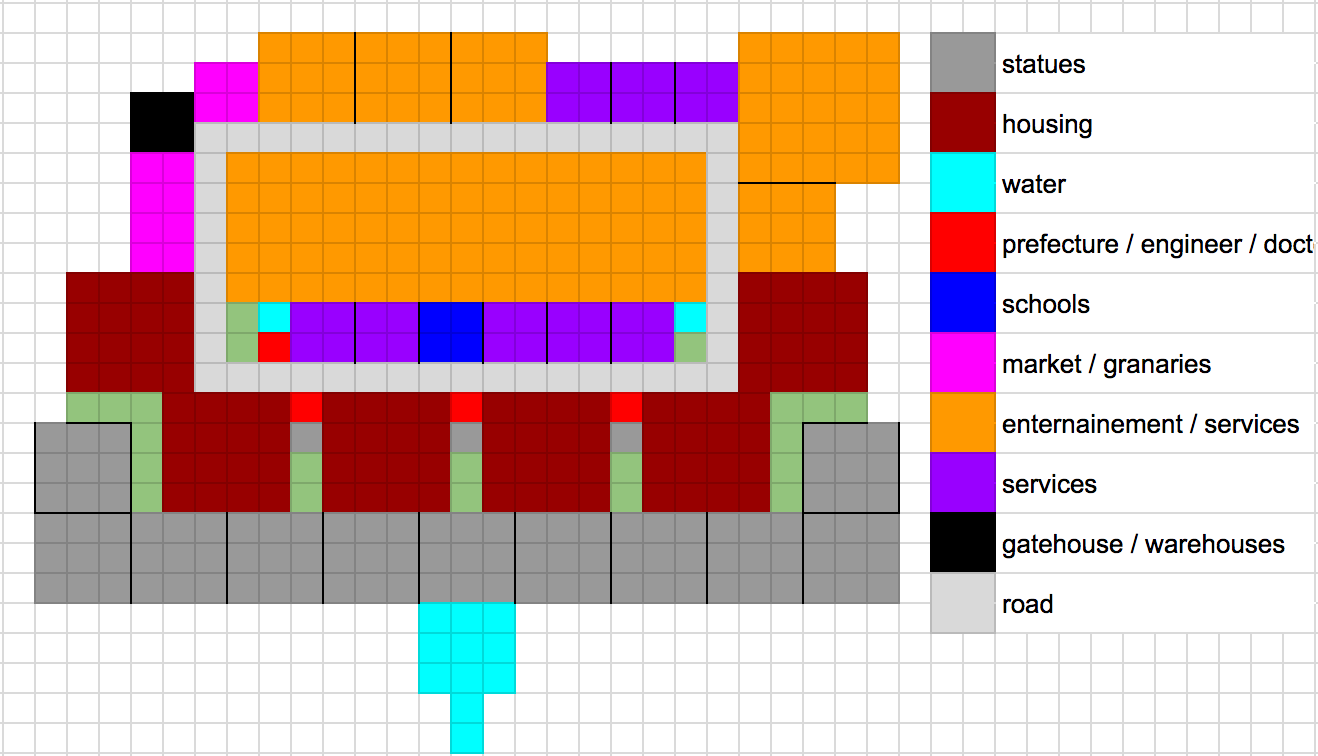 statues
housing
water
prefecture / engineer / doct
schools
market / granaries
enternainement / services
services
gatehouse / warehouses
road